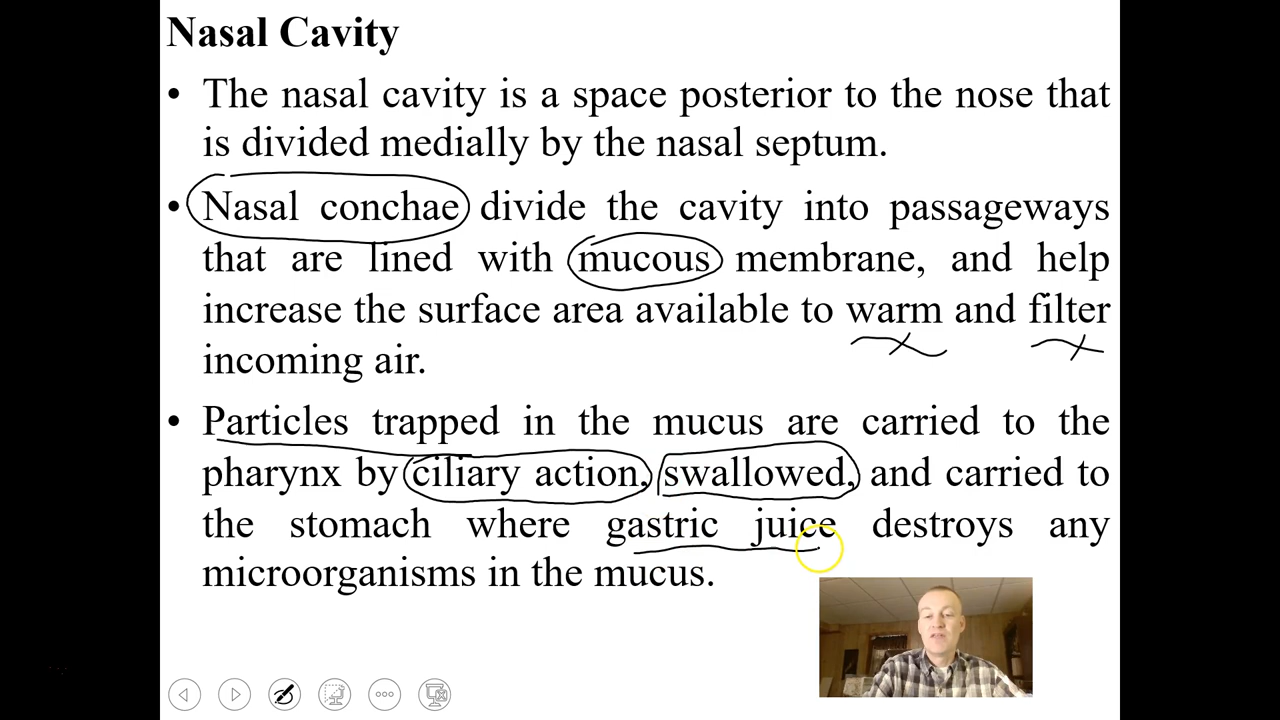 Nasal Cavity
• The nasal cavity is a space posterior to the nose that
is divided medially by the nasal septum.
• Nasal conchae divide the cavity into passageways
that are lined with mucous membrane, and help
increase the surface area available to warm and filter
incoming air.
• Particles trapped in the mucus are carried to the
pharynx by ciliary action, swallowed, and carried to
the stomach where gastric juice destroys any
microorganisms in the mucus.